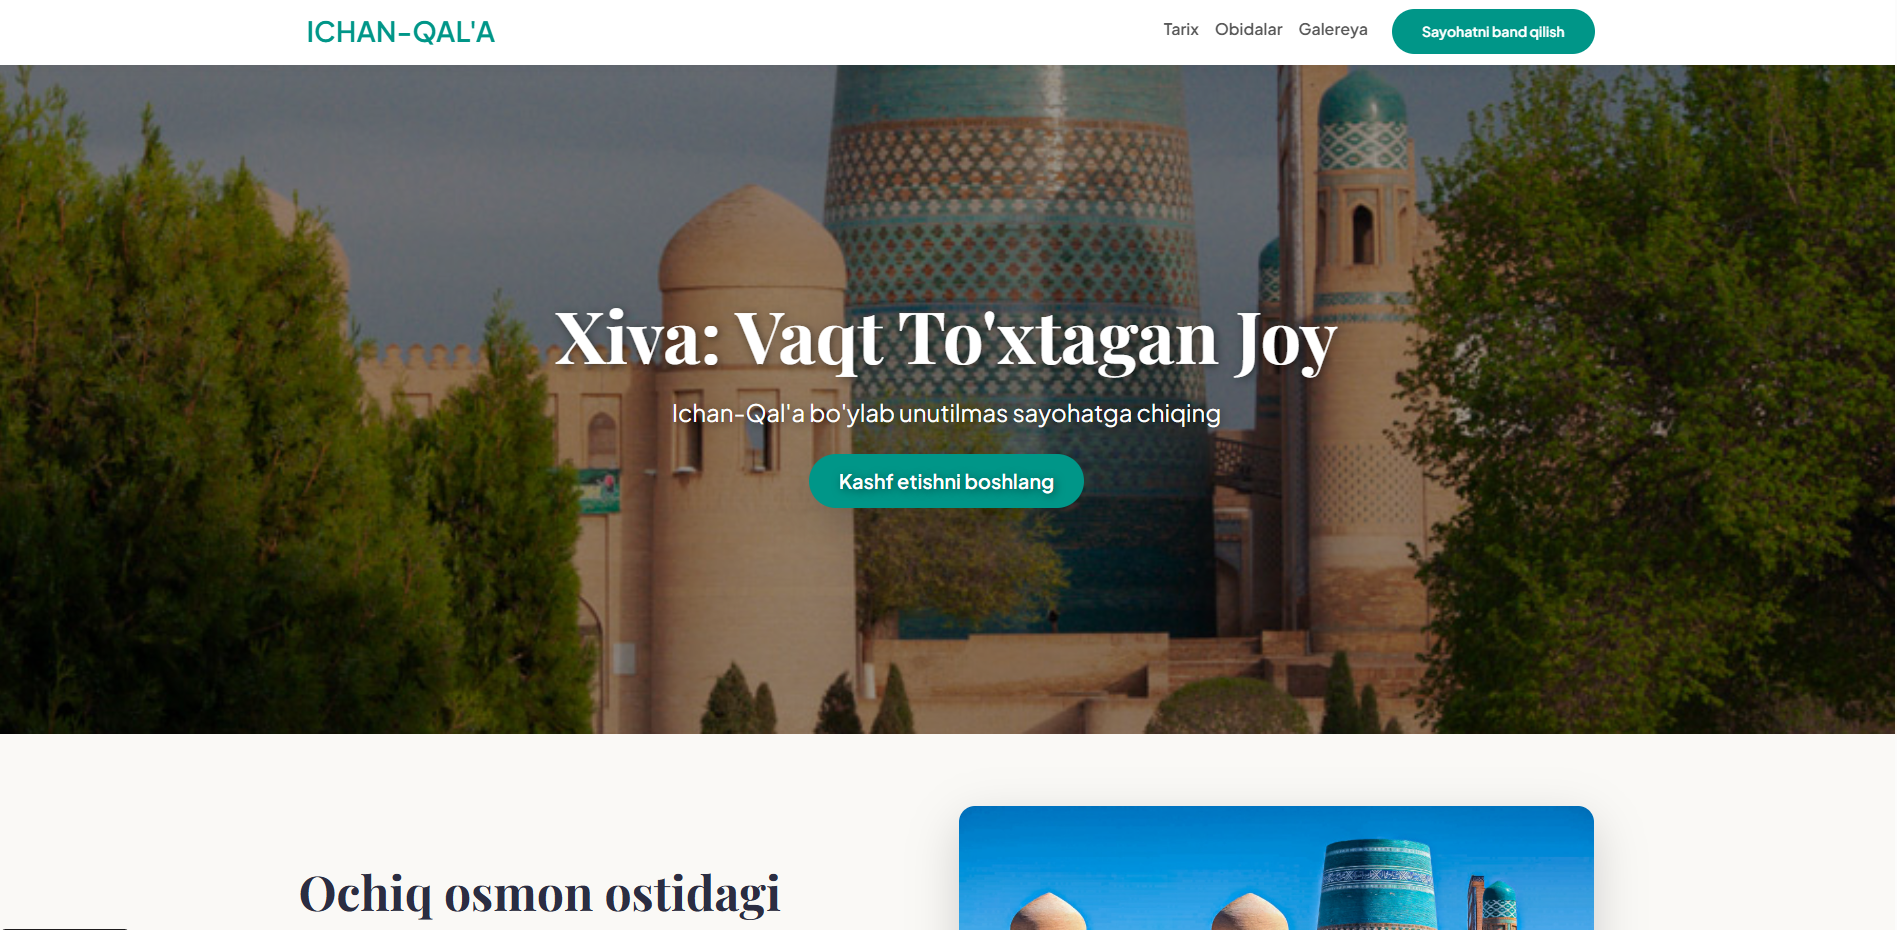 ICHAN-QAL'A
Tarix Obidalar Galereya Sayohatni band qilish
Xiva: Vaqt To'xtagan Joy
Ichan-Qal'a bo'ylab unutilmas sayohatga chiqing
Kashf etishni boshlang
Ochiq osmon ostidagi